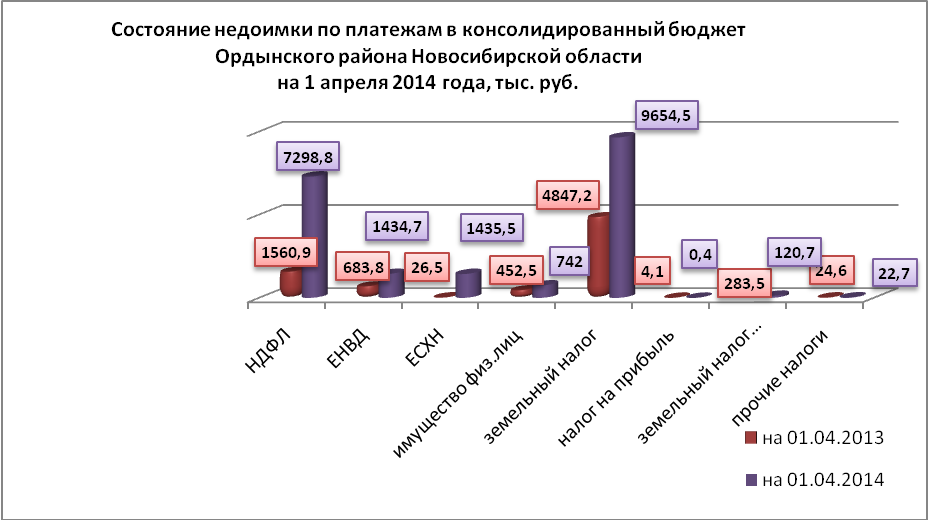 Состояние недоимки по платежам в консолидированный бюджет
Ордынского района Новосибирской области
на 1 апреля 2014 года, тыс. руб.
9654,5
7298,8
4847,2
1560,9
1434,7
1435,5
683,8
26,5
452,5
742
4,1
0,4
283,5
120,7
24,6
22,7
НДФЛ
ЕНВД
ЕСХН
имущество физ.лиц
земельный налог
налог на прибыль
земельный налог...
прочие налоги
на 01.04.2013
на 01.04.2014